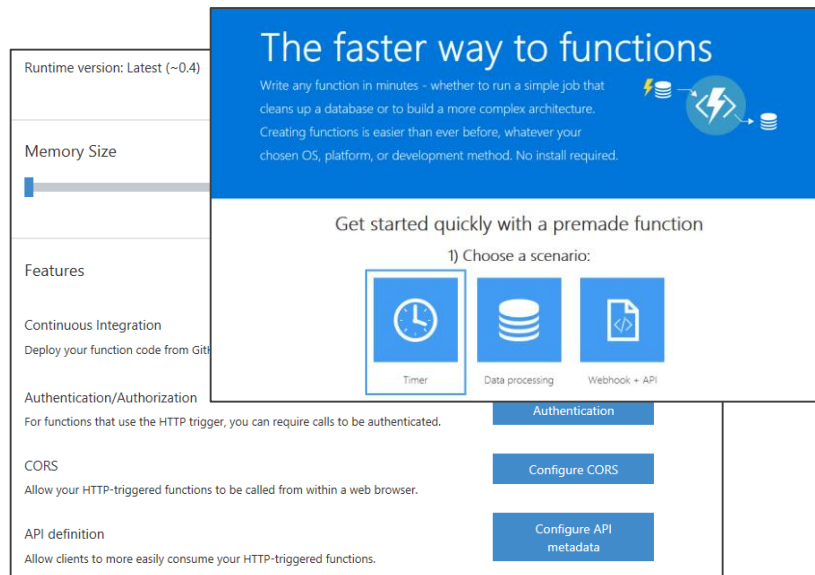 The faster way to functions
Write any function in minutes - whether to run a simple job that
cleans up a database or to build a more complex architecture.
Creating functions is easier than ever before, whatever your
chosen OS, platform, or development method. No install required.
Get started quickly with a premade function
1) Choose a scenario:
Timer
Data processing
Webhook + API
Runtime version: Latest (~0.4)
Memory Size
Features
Continuous Integration
Deploy your function code from
Authentication/Authorization
For functions that use the HTTP trigger, you can require calls to be authenticated.
Authentication
CORS
Allow your HTTP-triggered functions to be called from within a web browser.
Configure CORS
API definition
Allow clients to more easily consume your HTTP-triggered functions.
Configure API
metadata